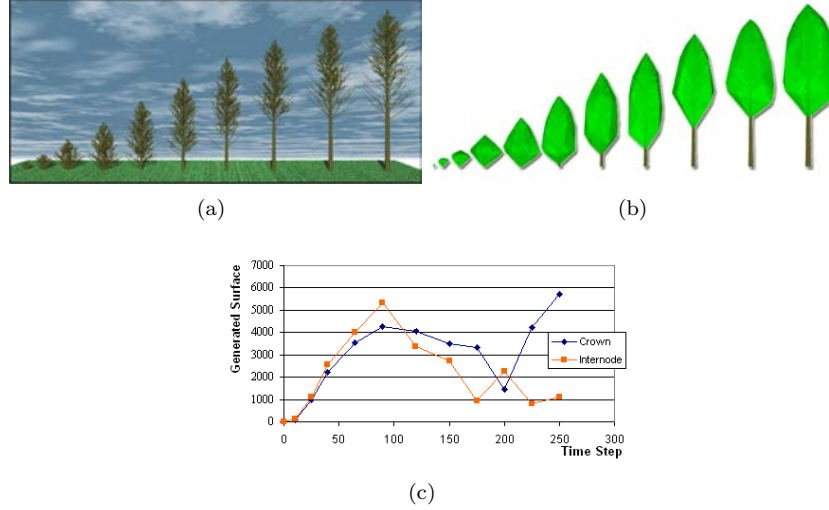 (a)
(b)
Generated Surface
7000
6000
5000
4000
3000
2000
1000
0
0 50 100 150 200 250 300
Time Step
Crown
Internode
(c)